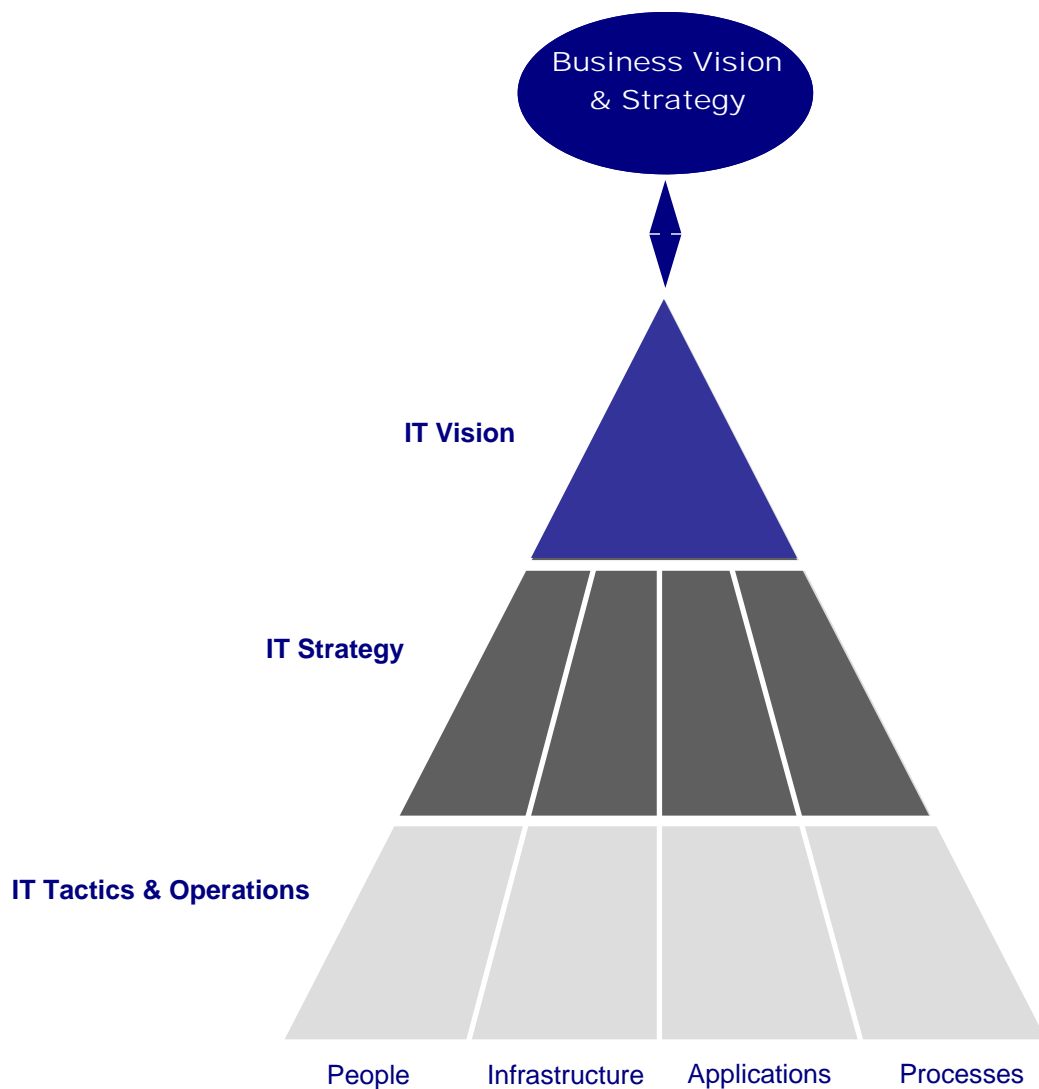 Business Vision
& Strategy
IT Vision
IT Strategy
IT Tactics & Operations
People
Infrastructure
Applications
Processes